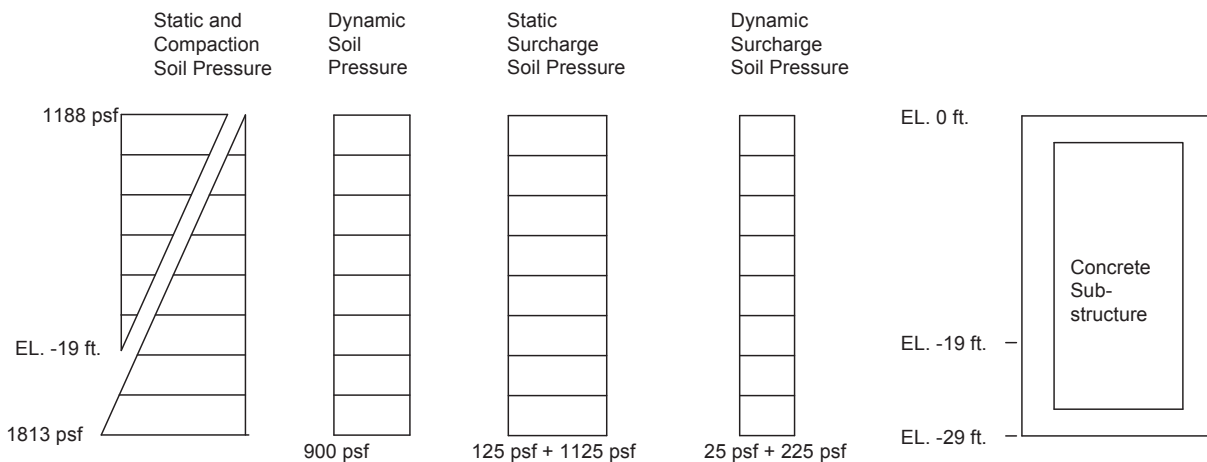 Static and
Compaction
Soil Pressure
Dynamic
Soil
Pressure
Static
Surcharge
Soil Pressure
Dynamic
Surcharge
Soil Pressure
1188 psf
EL. 0 ft.
Concrete
Sub-
structure
EL. -19 ft.
EL. -19 ft.
1813 psf
EL. -29 ft.
900 psf
125 psf + 1125 psf
25 psf + 225 psf